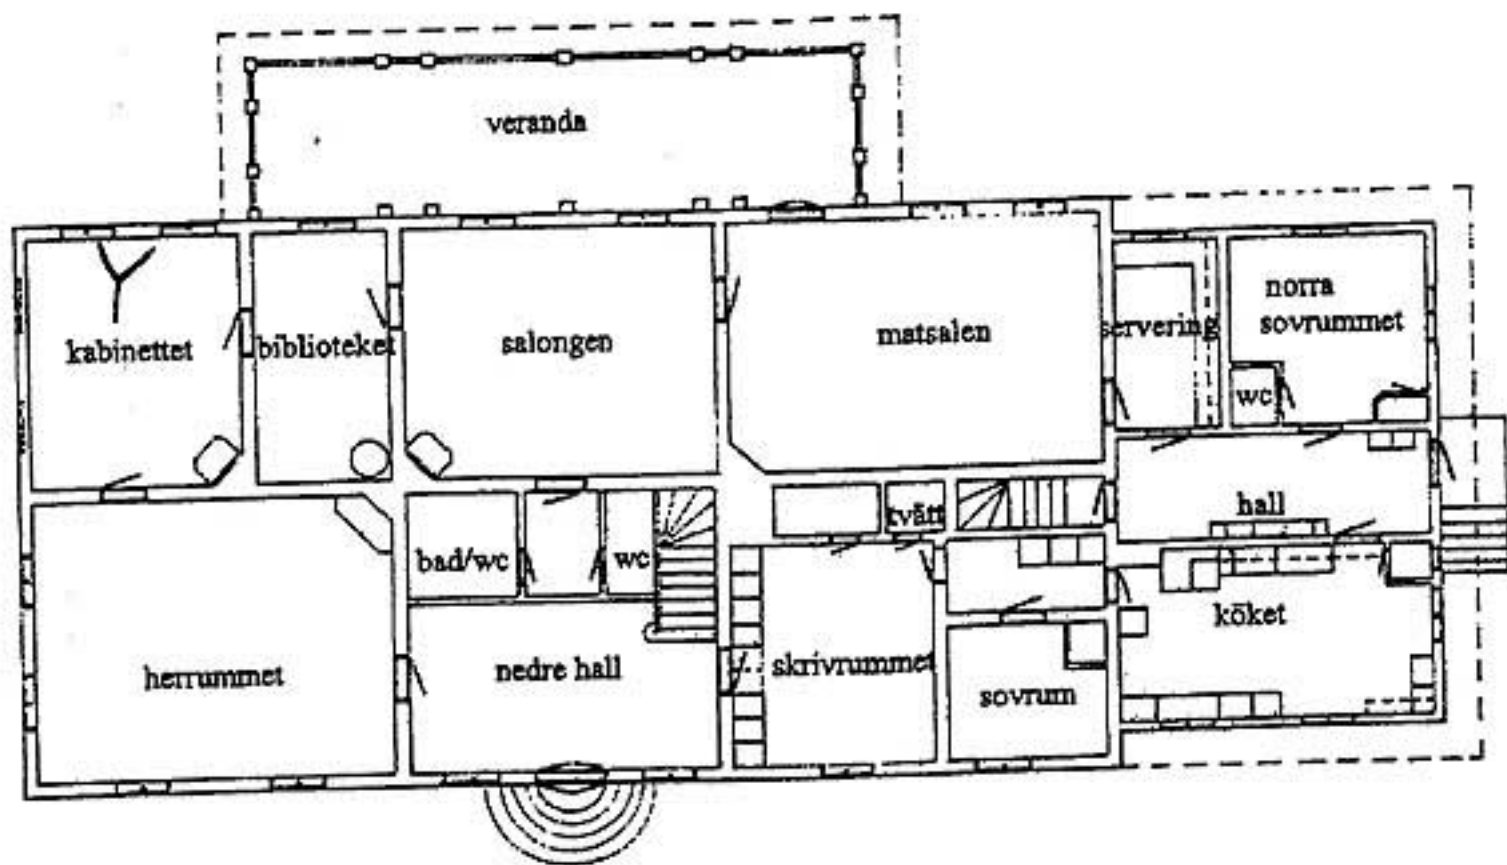 veranda
kabinettet
biblioteket
salongen
matsalen
servering
norra
sovrummet
wc
hall
bad/wc
wc
tvätt
herrummet
nedre hall
skrivrummet
sovrum
köket